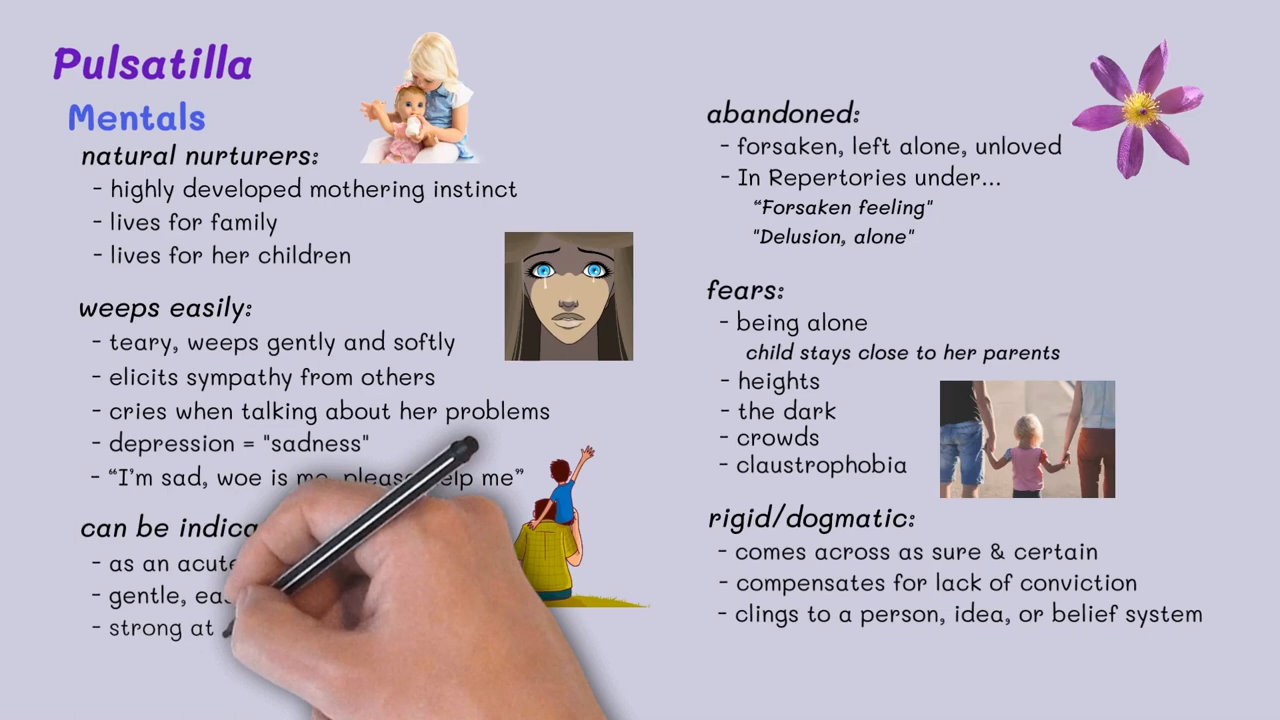 Pulsatilla
Mentals
natural nurturers:
- highly developed mothering instinct
- lives for family
- lives for her children
weeps easily:
- teary, weeps gently and softly
- elicits sympathy from others
- cries when talking about her problems
- depression = "sadness"
- “I'm sad, woe is me, please help me”
can be
- as an acute
- gentle,
- strong at
abandoned:
- forsaken, left alone, unloved
- In Repertories under...
“Forsaken feeling"
"Delusion, alone"
fears:
- being alone
child stays close to her parents
- heights
- the dark
- crowds
- claustrophobia
rigid/dogmatic:
- comes across as sure & certain
- compensates for lack of conviction
- clings to a person, idea, or belief system